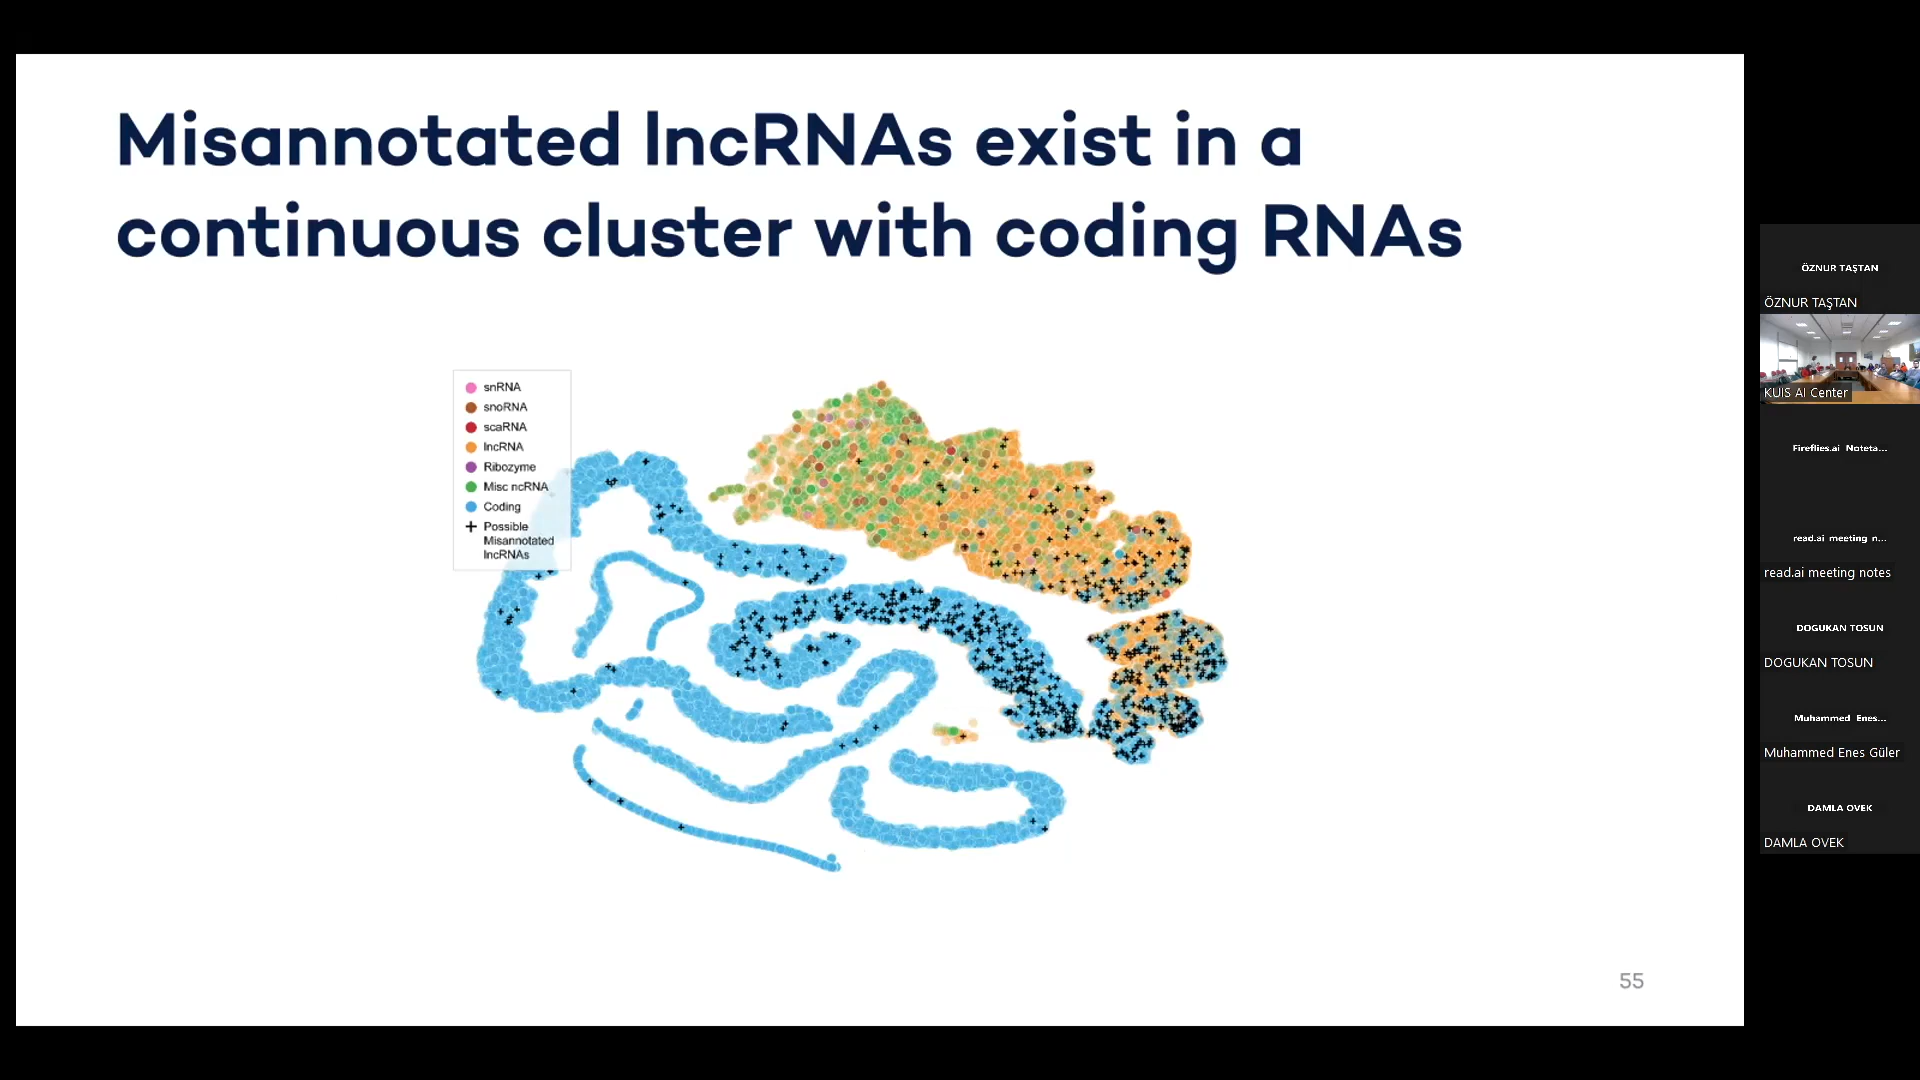 Misannotated lncRNAs exist in a
continuous cluster with coding RNAs
snRNA
snoRNA
scaRNA
lncRNA
Ribozyme
Misc ncRNA
Coding
Possible
Misannotated
lncRNAs
55
ÖZNUR TAŞTAN
ÖZNUR TAŞTAN
KUIS AI Center
Fireflies.ai Noteta...
read.ai meeting n...
read.ai meeting notes
DOGUKAN TOSUN
DOGUKAN TOSUN
Muhammed Enes...
Muhammed Enes Güler
DAMLA OVEK
DAMLA OVEK